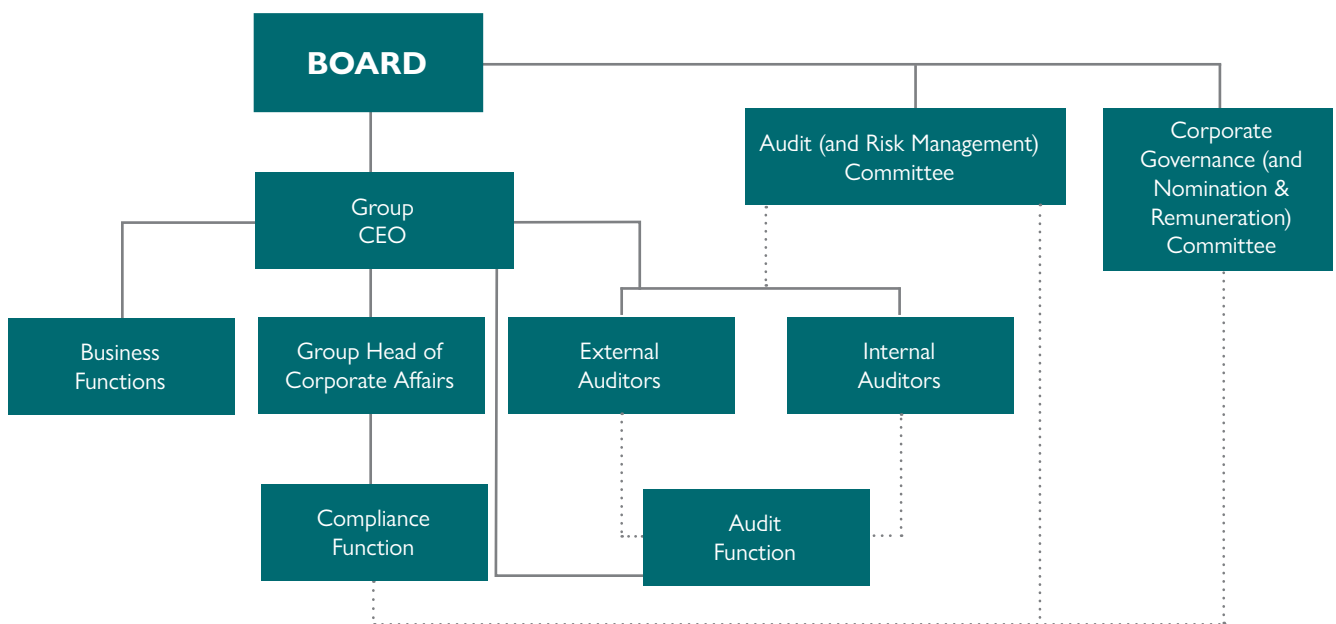 BOARD
Audit (and Risk Management)
Committee
Corporate
Governance (and
Nomination &
Remuneration)
Committee
Group
CEO
Business
Functions
Group Head of
Corporate Affairs
External
Auditors
Internal
Auditors
Compliance
Function
Audit
Function